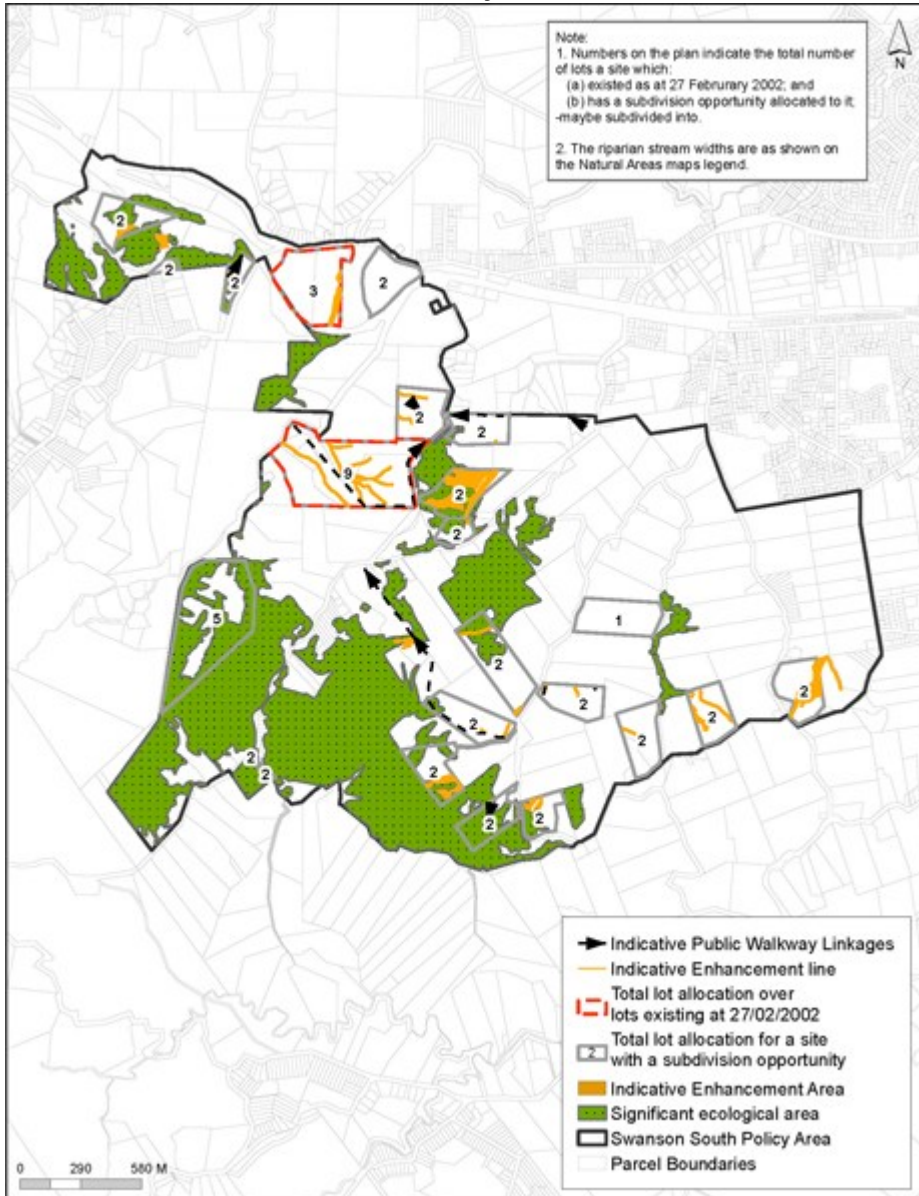 Note:
1. Numbers on the plan indicate the total number
of lots a site which:
(a) existed as at 27 Februrary 2002; and
(b) has a subdivision opportunity allocated to it;
-maybe subdivided into.
2. The riparian stream widths are as shown on
the Natural Areas maps legend.
N
2
2
2
3
2
2
2
9
2
2
5
1
2
2
2
2
2
2
2
2
2
2
2
Indicative Public Walkway Linkages
Indicative Enhancement line
Total lot allocation over
lots existing at 27/02/2002
2
Total lot allocation for a site
with a subdivision opportunity
Indicative Enhancement Area
Significant ecological area
Swanson South Policy Area
Parcel Boundaries
0 290 580 M